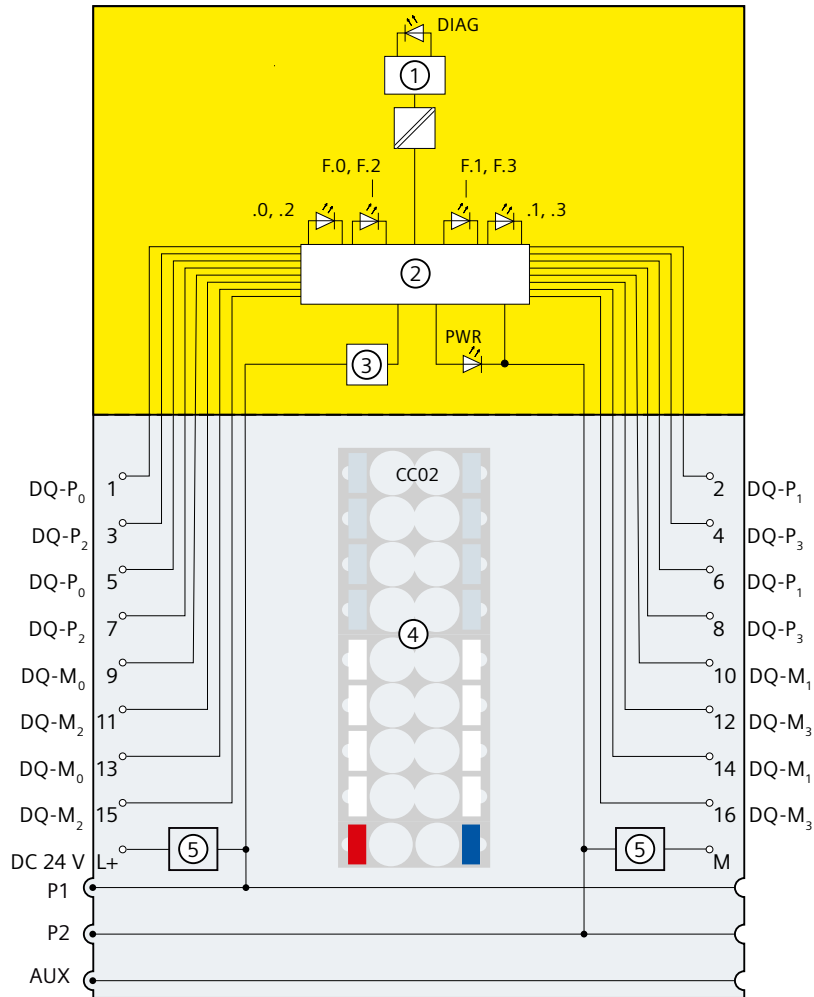 DIAG
①
F.0, F.2 F.1, F.3
.0, .2 .1, .3
②
PWR
③
CC02
DQ-P₀ 1 2 DQ-P₁
DQ-P₂ 3 4 DQ-P₃
DQ-P₀ 5 6 DQ-P₁
DQ-P₂ 7 8 DQ-P₃
④
DQ-M₀ 9 10 DQ-M₁
DQ-M₂ 11 12 DQ-M₃
DQ-M₀ 13 14 DQ-M₁
DQ-M₂ 15 16 DQ-M₃
DC 24 V L+ ⑤ ⑤ M
P1
P2
AUX